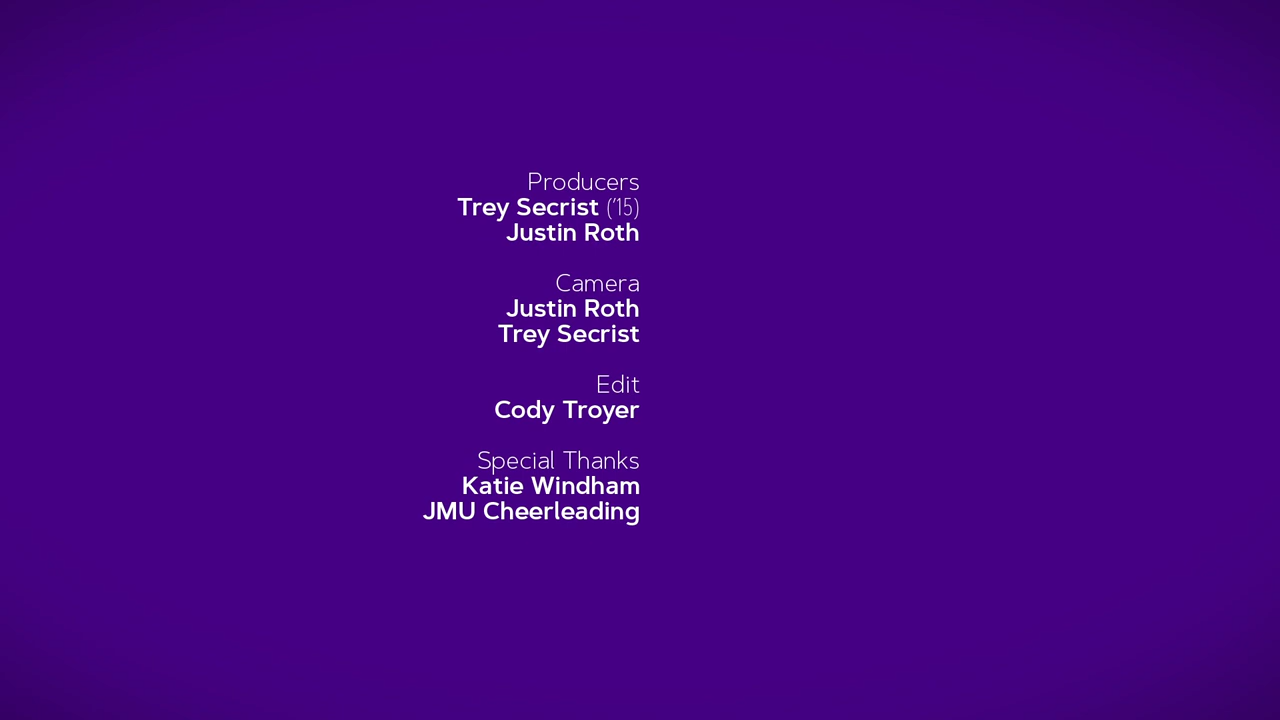 Producers
Trey Secrist ('15)
Justin Roth
Camera
Justin Roth
Trey Secrist
Edit
Cody Troyer
Special Thanks
Katie Windham
JMU Cheerleading